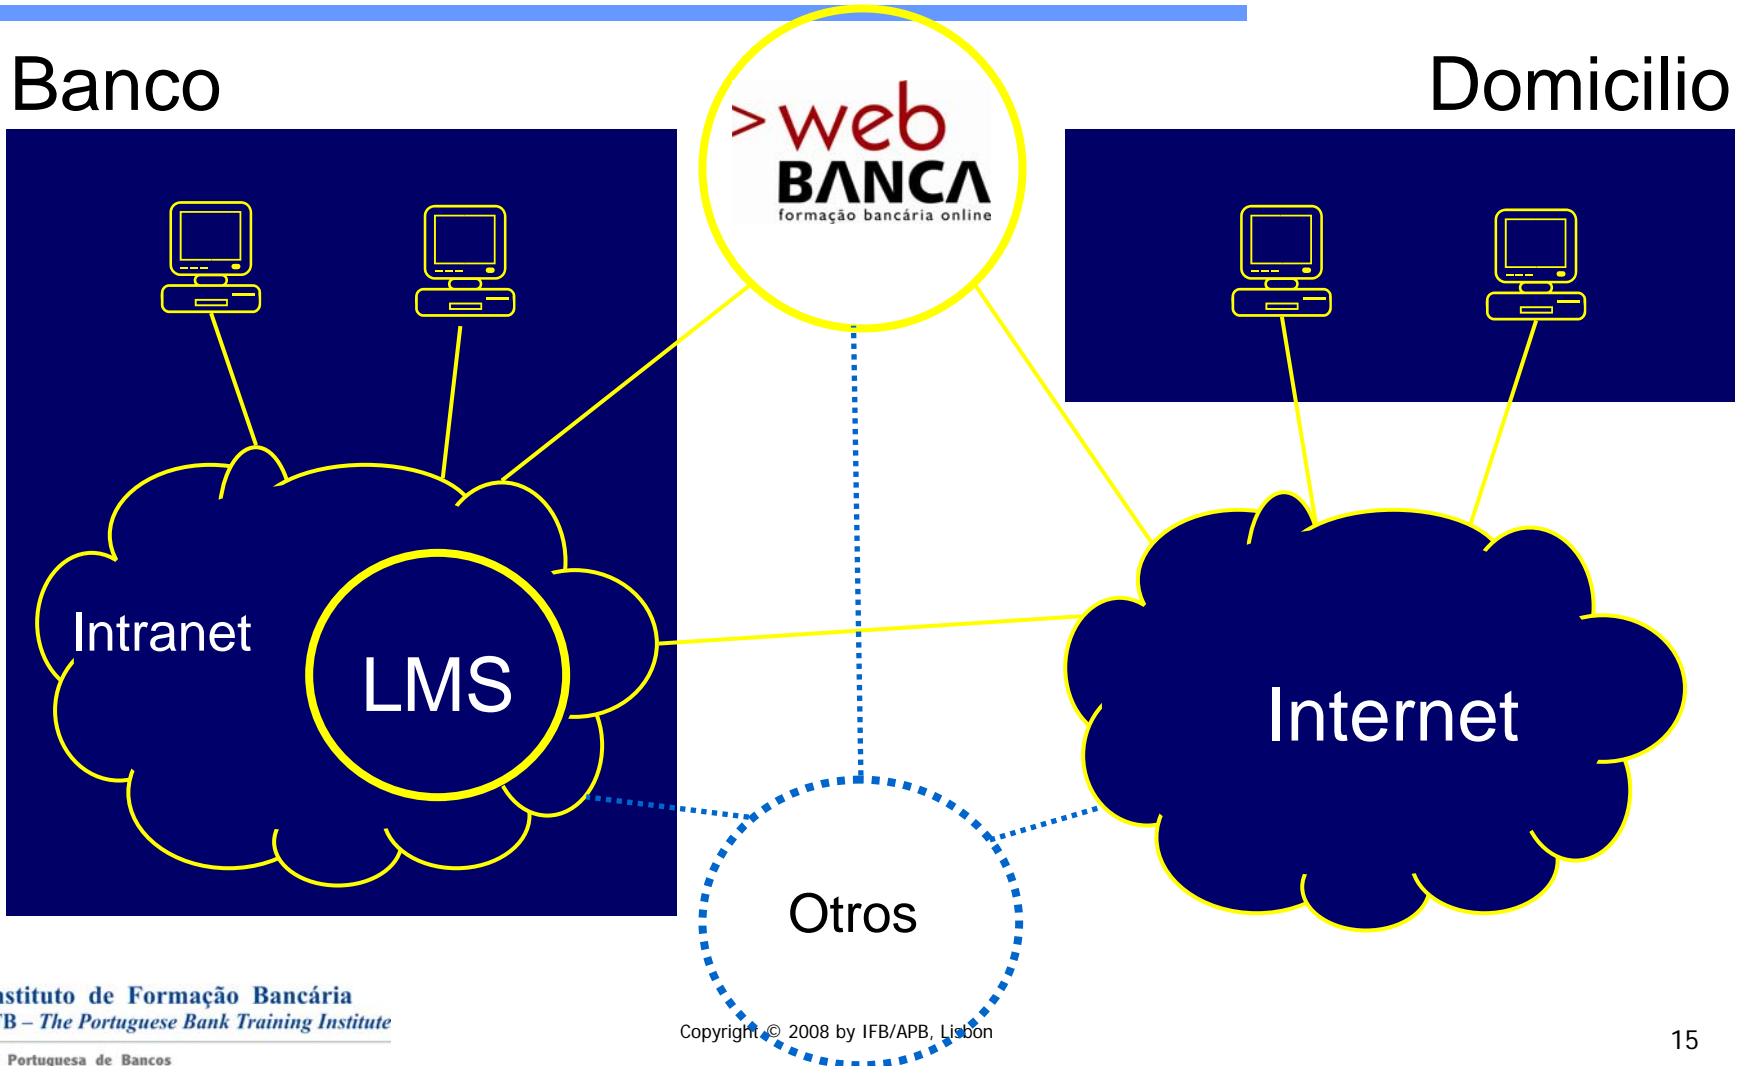 Banco
Domicilio
>web
BANCA
formação bancária online
Intranet
LMS
Internet
Otros
de Formação Bancária
– The Portuguese Bank Training Institute
Portuguesa de Bancos
Copyright © 2008 by IFB/APB, Lisbon
15